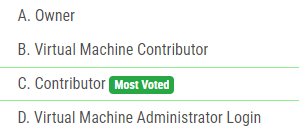 A. Owner
B. Virtual Machine Contributor
C. Contributor Most Voted
D. Virtual Machine Administrator Login